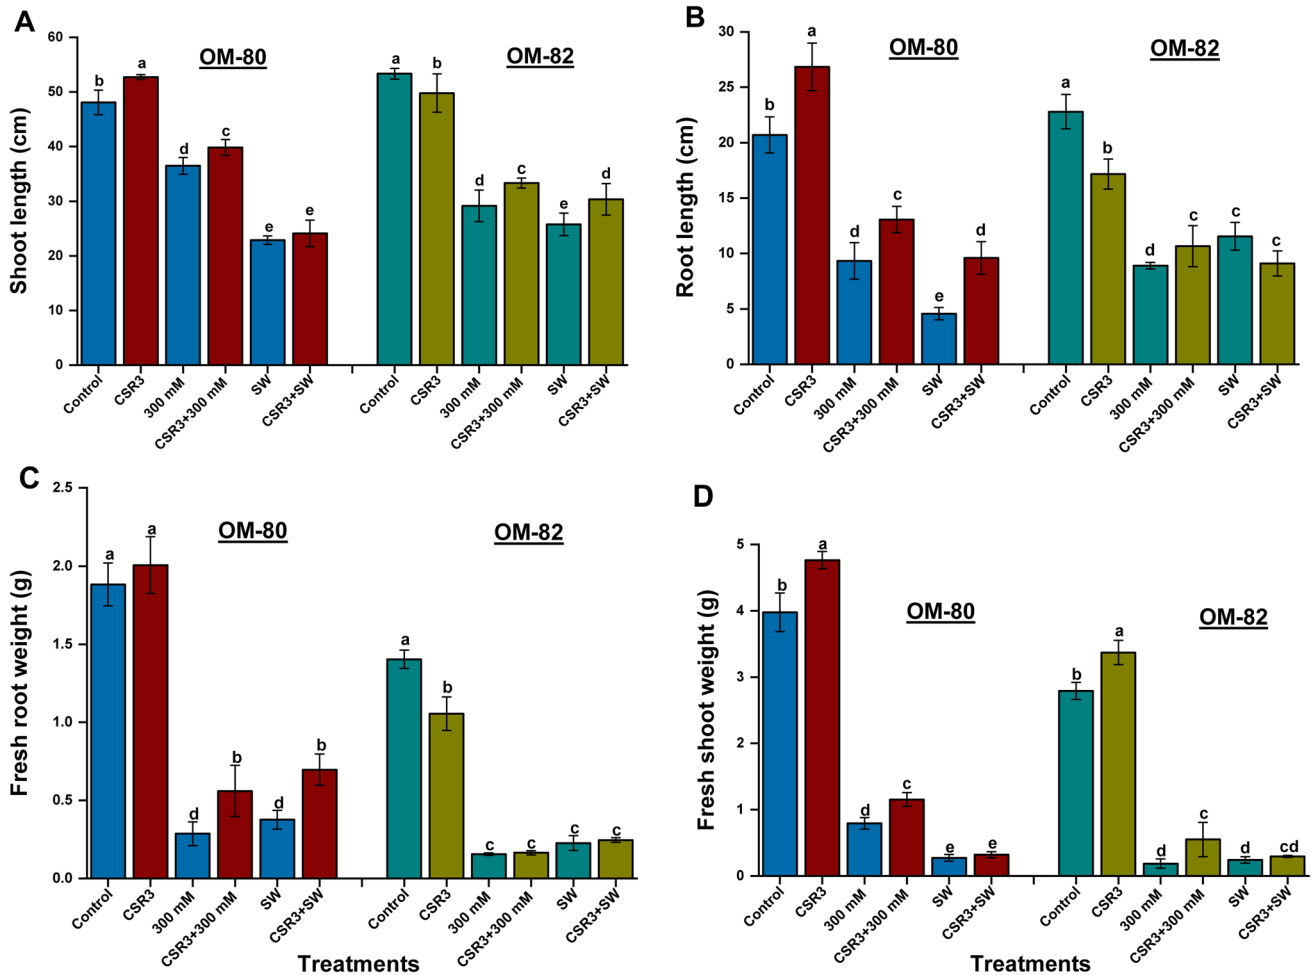 A
OM-80
OM-82
Shoot length (cm)
60
50
40
30
20
10
0
b
a
d
c
e
e
a
b
d
c
e
d
Control
CSR3
300 mM
CSR3+300 mM
SW
CSR3+SW
Control
CSR3
300 mM
CSR3+300 mM
SW
CSR3+SW
B
OM-80
OM-82
Root length (cm)
30
25
20
15
10
5
0
b
a
d
c
e
d
a
b
d
c
c
c
Control
CSR3
300 mM
CSR3+300 mM
SW
CSR3+SW
Control
CSR3
300 mM
CSR3+300 mM
SW
CSR3+SW
C
OM-80
OM-82
Fresh root weight (g)
2.5
2.0
1.5
1.0
0.5
0.0
a
a
d
b
d
b
a
b
c
c
c
c
Control
CSR3
300 mM
CSR3+300 mM
SW
CSR3+SW
Control
CSR3
300 mM
CSR3+300 mM
SW
CSR3+SW
Treatments
D
OM-80
OM-82
Fresh shoot weight (g)
5
4
3
2
1
0
b
a
d
c
e
e
b
a
d
c
d
cd
Control
CSR3
300 mM
CSR3+300 mM
SW
CSR3+SW
Control
CSR3
300 mM
CSR3+300 mM
SW
CSR3+SW
Treatments